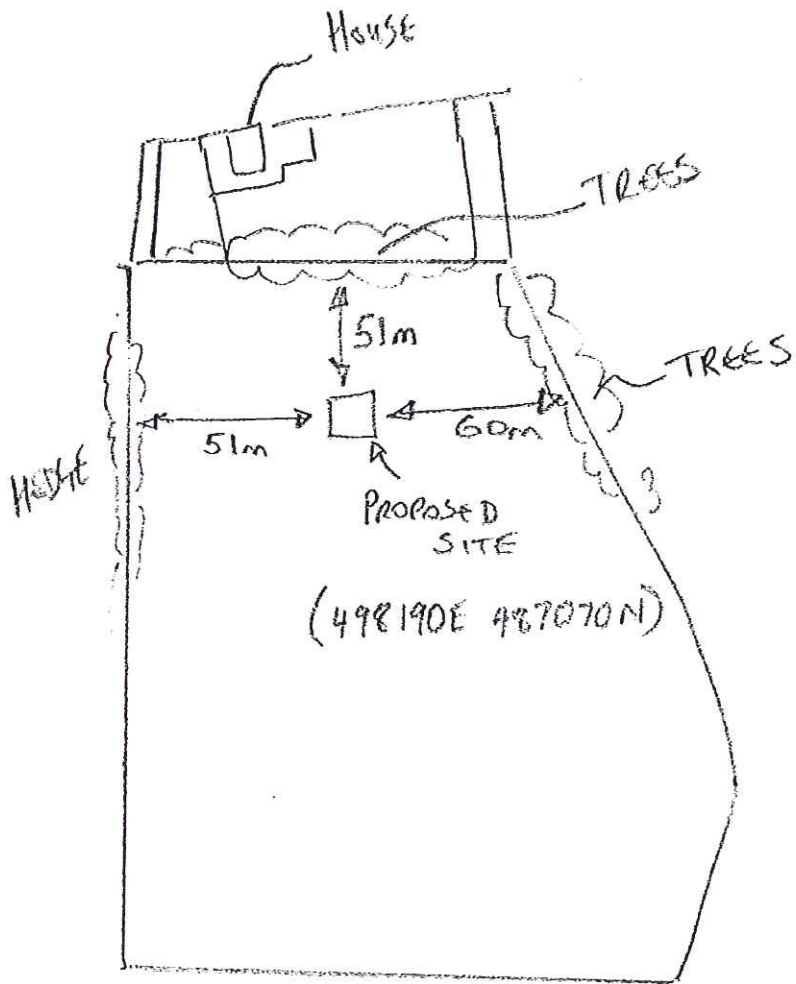 HOUSE
TREES
51m
TREES
51m
60m
HEDGE
PROPOSED
SITE
(498190E 487070N)